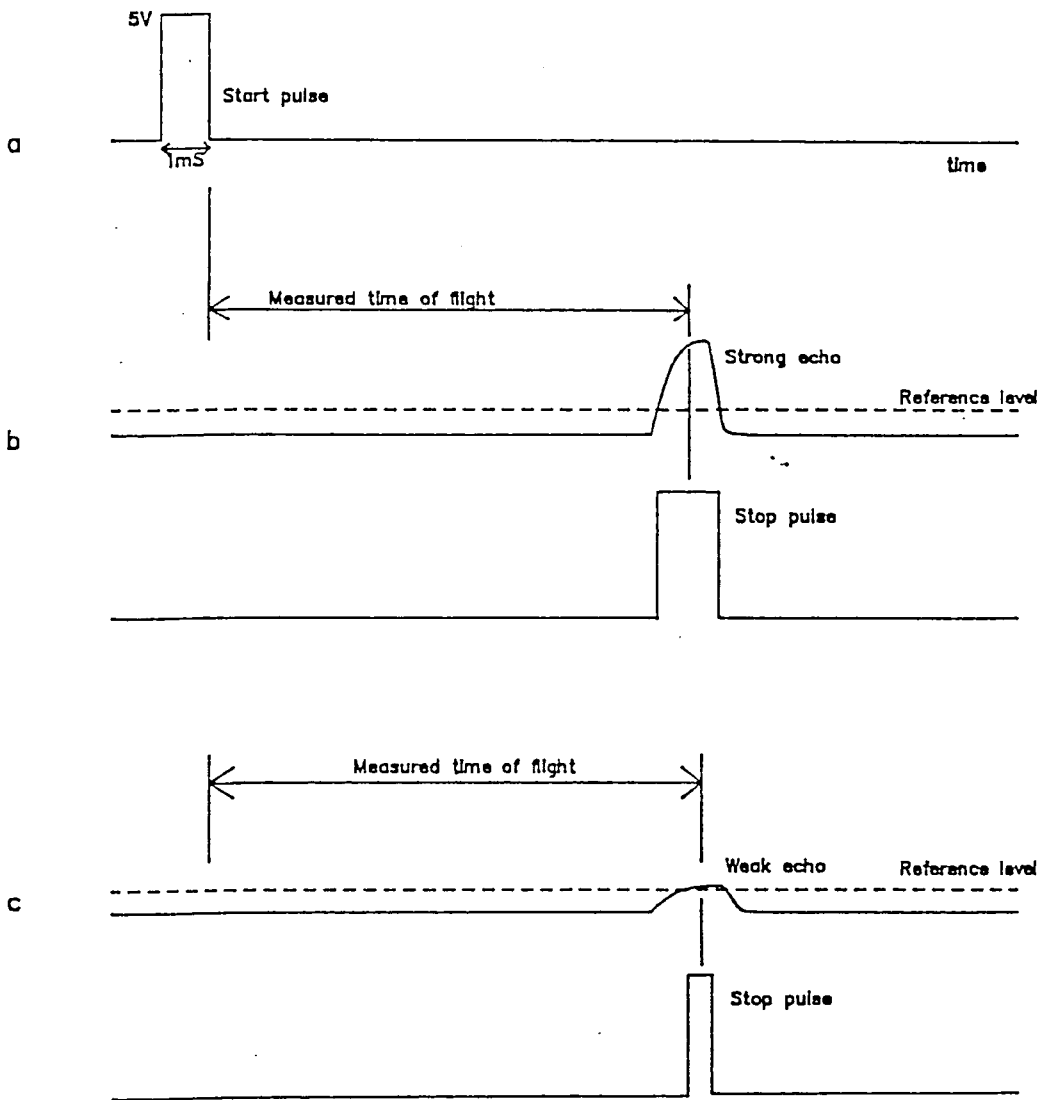 5V
Start pulse
a
1mS
time
Measured time of flight
Strong echo
Reference level
b
Stop pulse
Measured time of flight
Weak echo
Reference level
c
Stop pulse